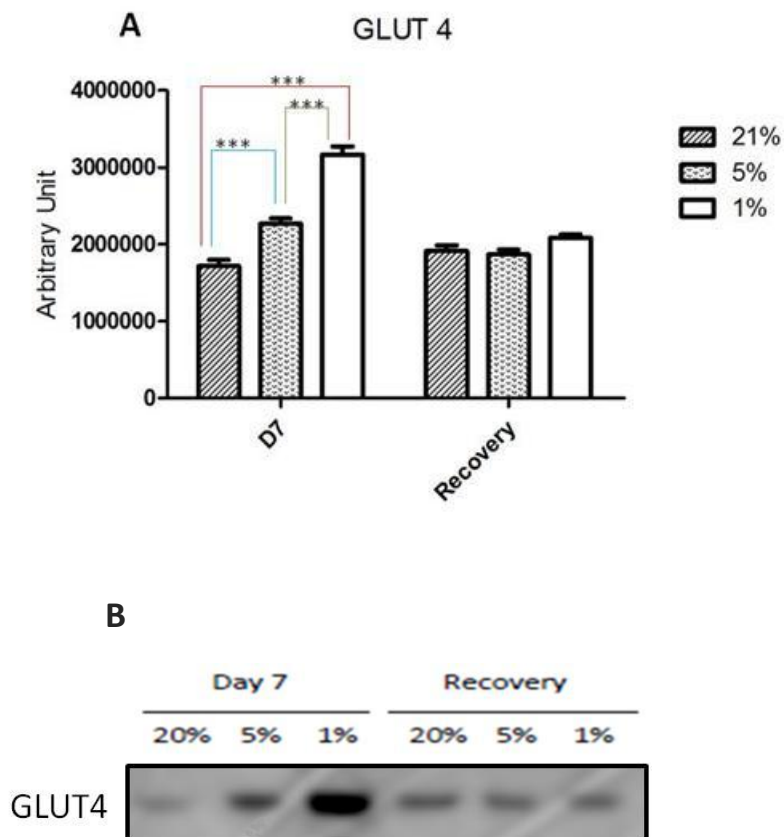 A
GLUT 4
4000000
3000000
2000000
1000000
0
Arbitrary Unit
***
***
***
21%
5%
1%
D7
Recovery
B
Day 7 Recovery
20% 5% 1% 20% 5% 1%
GLUT4